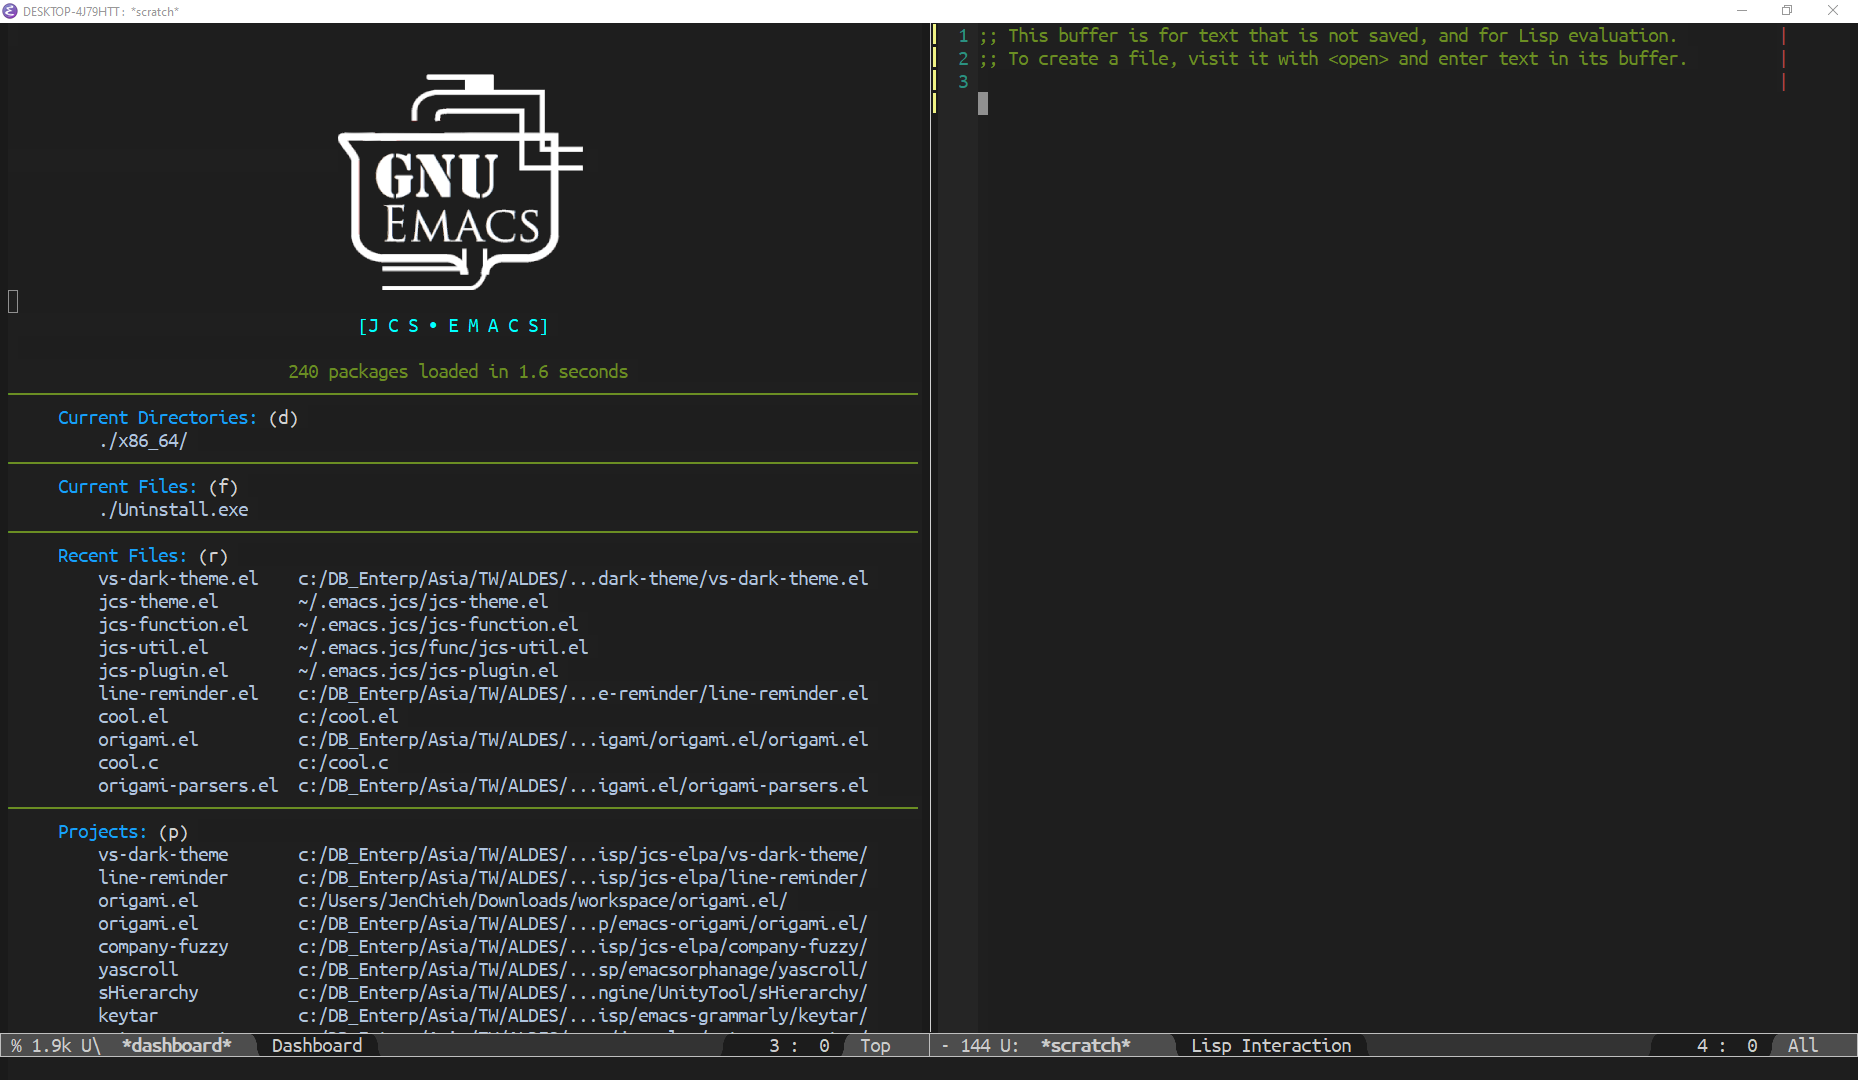 DESKTOP-4J79HTT: *scratch*
GNU
EMACS
[J C S • E M A C S]
240 packages loaded in 1.6 seconds
Current Directories: (d)
./x86_64/
Current Files: (f)
./Uninstall.exe
Recent Files: (r)
vs-dark-theme.el c:/DB_Enterp/Asia/TW/ALDES/...dark-theme/vs-dark-theme.el
jcs-theme.el ~/.emacs.jcs/jcs-theme.el
jcs-function.el ~/.emacs.jcs/jcs-function.el
jcs-util.el ~/.emacs.jcs/func/jcs-util.el
jcs-plugin.el ~/.emacs.jcs/jcs-plugin.el
line-reminder.el c:/DB_Enterp/Asia/TW/ALDES/...e-reminder/line-reminder.el
cool.el c:/cool.el
origami.el c:/DB_Enterp/Asia/TW/ALDES/...igami/origami.el/origami.el
cool.c c:/cool.c
origami-parsers.el c:/DB_Enterp/Asia/TW/ALDES/...igami.el/origami-parsers.el
Projects: (p)
vs-dark-theme c:/DB_Enterp/Asia/TW/ALDES/...isp/jcs-elpa/vs-dark-theme/
line-reminder c:/DB_Enterp/Asia/TW/ALDES/...isp/jcs-elpa/line-reminder/
origami.el c:/Users/JenChieh/Downloads/workspace/origami.el/
origami.el c:/DB_Enterp/Asia/TW/ALDES/...p/emacs-origami/origami.el/
company-fuzzy c:/DB_Enterp/Asia/TW/ALDES/...isp/jcs-elpa/company-fuzzy/
yascroll c:/DB_Enterp/Asia/TW/ALDES/...sp/emacsorphanage/yascroll/
sHierarchy c:/DB_Enterp/Asia/TW/ALDES/...ngine/UnityTool/sHierarchy/
keytar c:/DB_Enterp/Asia/TW/ALDES/...isp/emacs-grammarly/keytar/
% 1.9k U\ *dashboard* Dashboard 3 : 0 Top
1 ;; This buffer is for text that is not saved, and for Lisp evaluation.
2 ;; To create a file, visit it with <open> and enter text in its buffer.
3
- 144 U: *scratch* Lisp Interaction 4 : 0 All